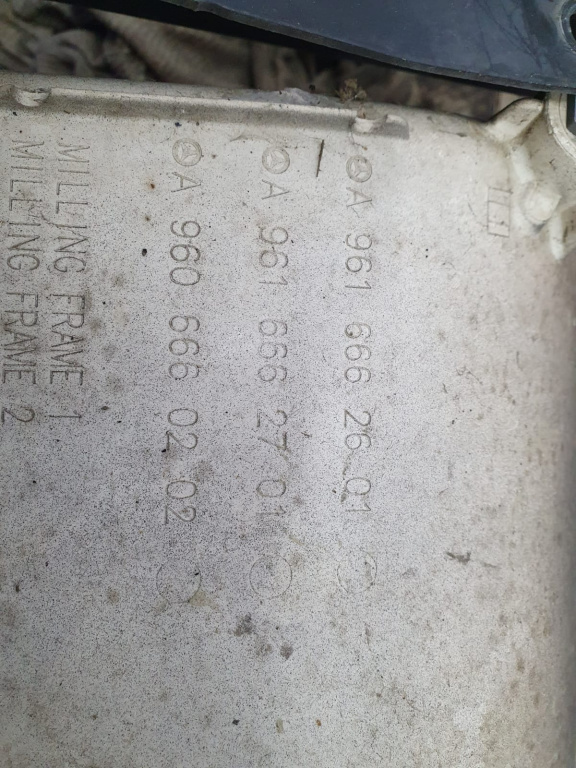 A 961 666 26 01
A 961 666 27 01
A 960 666 02 02
MILLING FRAME 1
MILLING FRAME 2